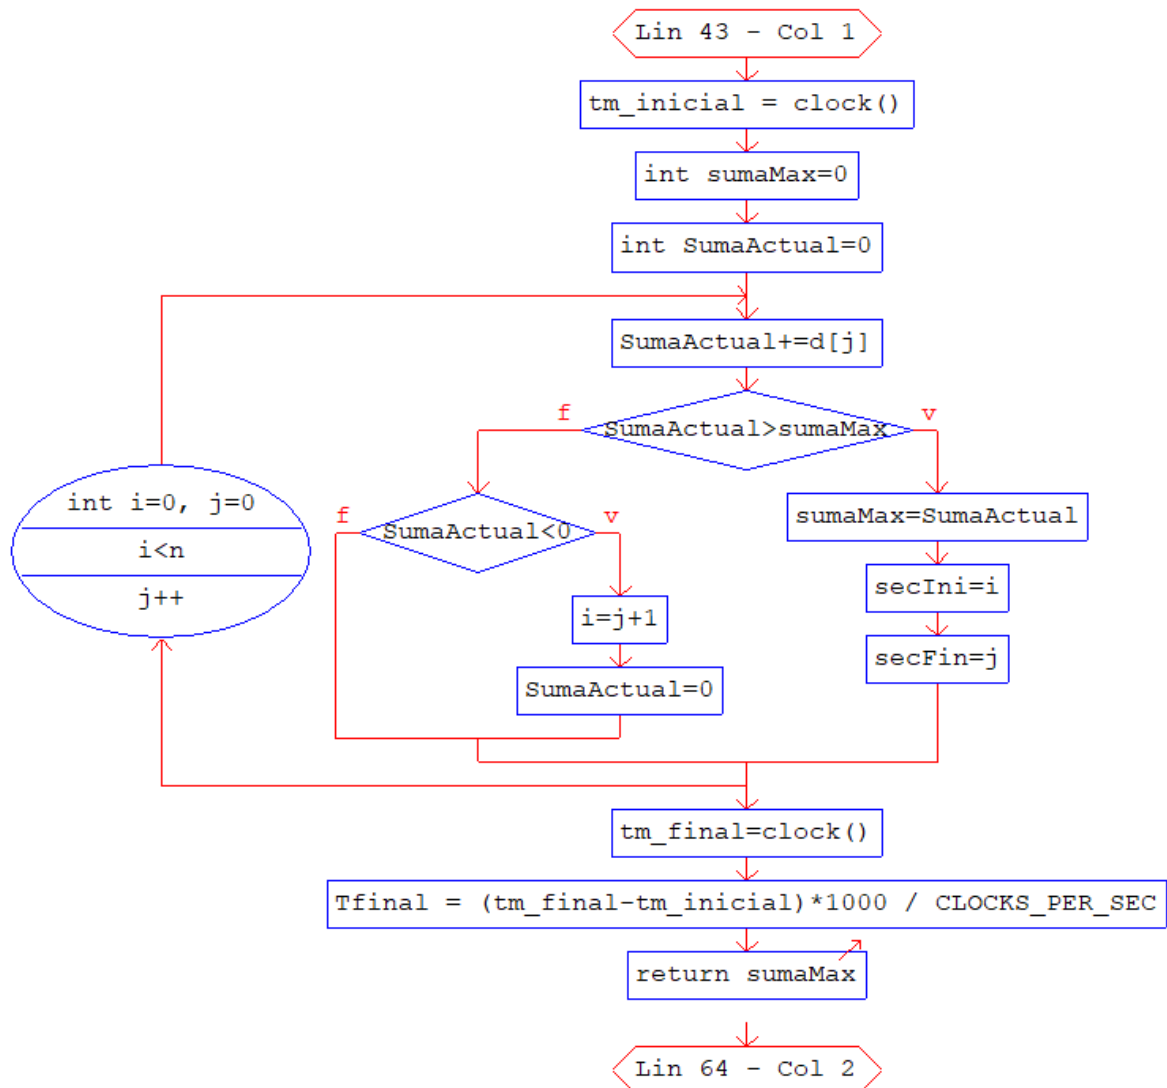 Lin 43 - Col 1
tm_inicial = clock()
int sumaMax=0
int SumaActual=0
SumaActual+=d[j]
f
SumaActual>sumaMax
v
int i=0, j=0
i<n
j++
f
SumaActual<0
v
i=j+1
SumaActual=0
sumaMax=SumaActual
secIni=i
secFin=j
tm_final=clock()
Tfinal = (tm_final-tm_inicial)*1000 / CLOCKS_PER_SEC
return sumaMax
Lin 64 - Col 2